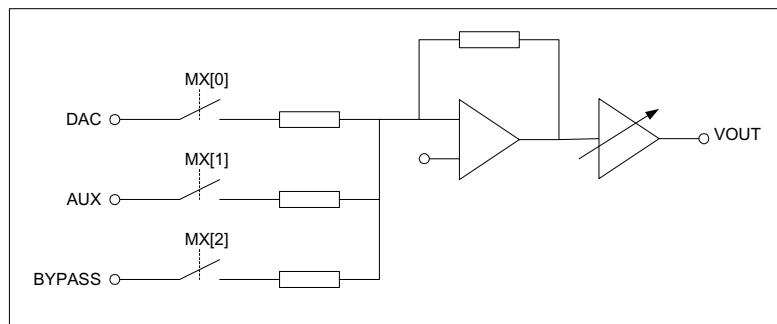 MX[0]
DAC
MX[1]
AUX
MX[2]
BYPASS
VOUT